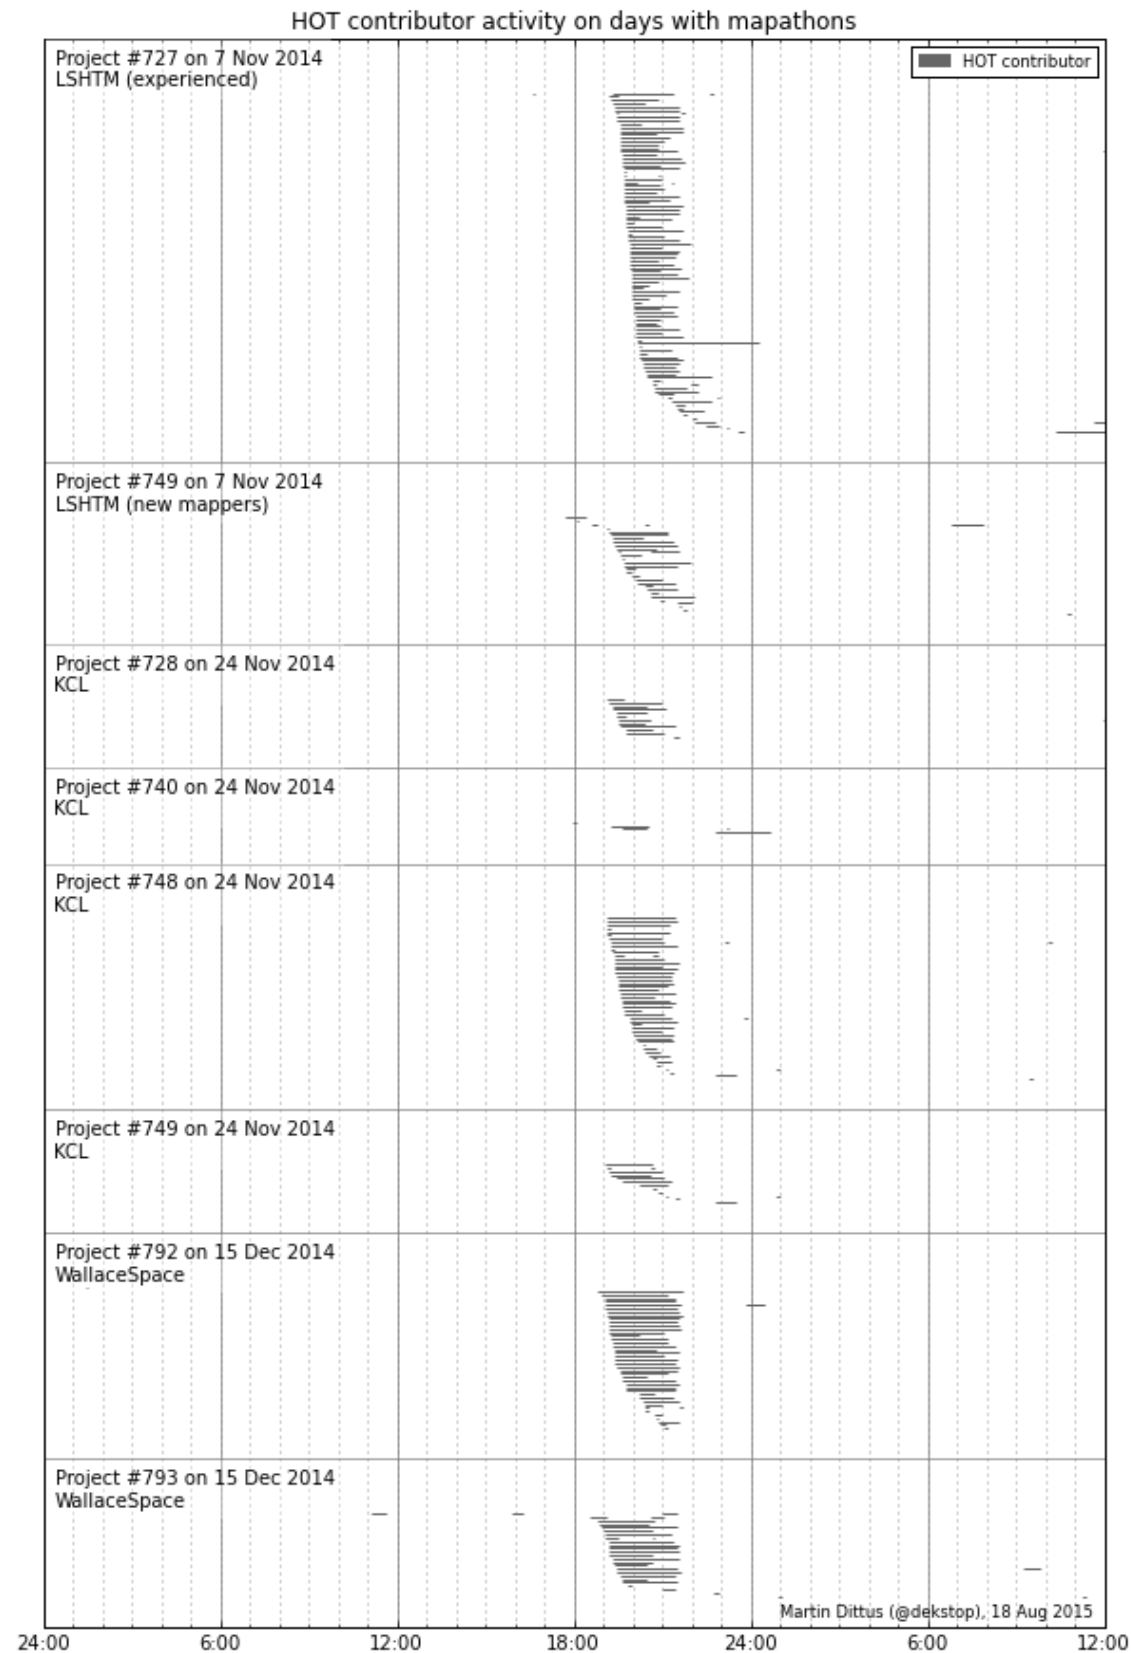 HOT contributor activity on days with mapathons
Project #727 on 7 Nov 2014
LSHTM (experienced)
HOT contributor
Project #749 on 7 Nov 2014
LSHTM (new mappers)
Project #728 on 24 Nov 2014
KCL
Project #740 on 24 Nov 2014
KCL
Project #748 on 24 Nov 2014
KCL
Project #749 on 24 Nov 2014
KCL
Project #792 on 15 Dec 2014
WallaceSpace
Project #793 on 15 Dec 2014
WallaceSpace
Martin Dittus (@dekstop), 18 Aug 2015
24:00 6:00 12:00 18:00 24:00 6:00 12:00